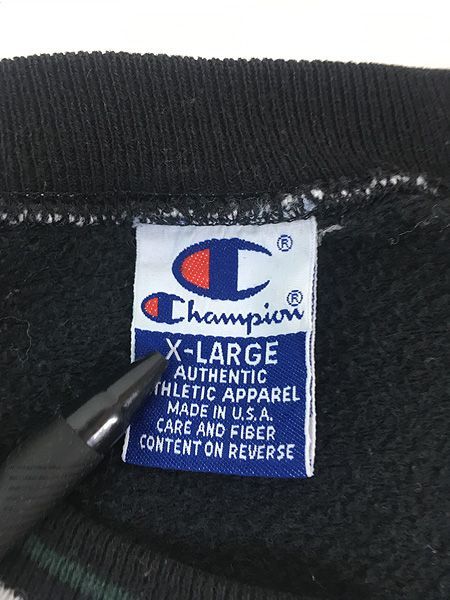 ®
Champion®
X-LARGE
AUTHENTIC
THLETIC APPAREL
MADE IN U.S.A.
CARE AND FIBER
CONTENT ON REVERSE